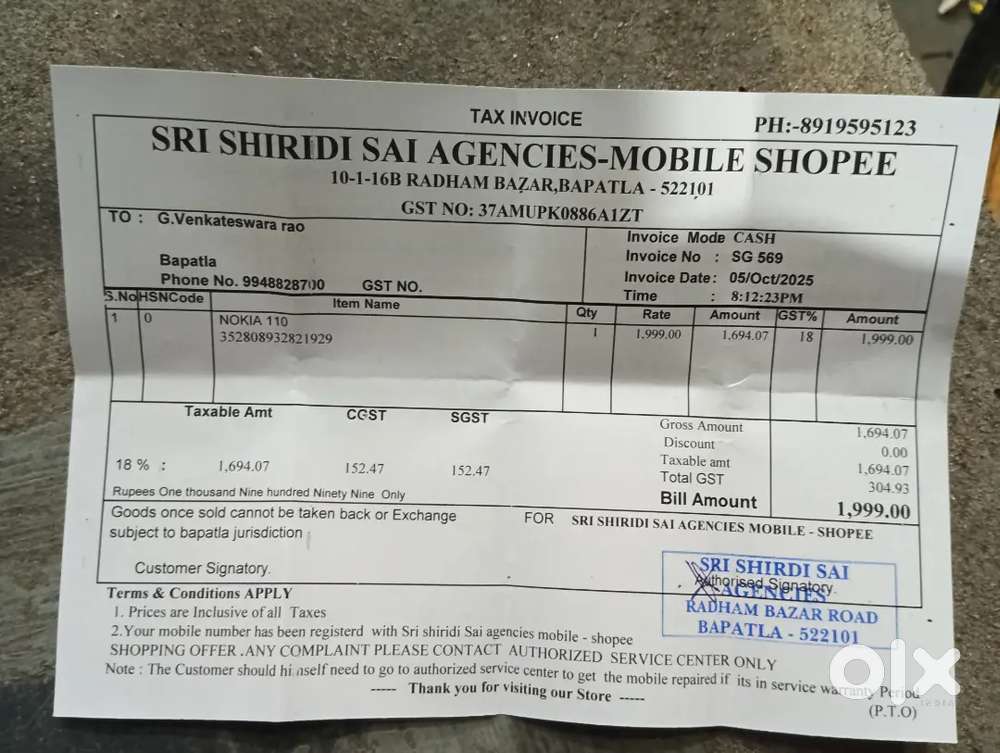 TAX INVOICE
PH:-8919595123
SRI SHIRIDI SAI AGENCIES-MOBILE SHOPEE
10-1-16B RADHAM BAZAR,BAPATLA - 522101
GST NO: 37AMUPK0886A1ZT
TO : G.Venkateswara rao
Bapatla
Phone No. 9948828700 GST NO.
Invoice Mode CASH
Invoice No : SG 569
Invoice Date : 05/Oct/2025
Time : 8:12:23PM
S.No HSNCode Item Name Qty Rate Amount GST% Amount
1 0 NOKIA 110 1 1,999.00 1,694.07 18 1,999.00
352808932821929
Taxable Amt CGST SGST
18 % : 1,694.07 152.47 152.47
Gross Amount 1,694.07
Discount 0.00
Taxable amt 1,694.07
Total GST 304.93
Bill Amount 1,999.00
Rupees One thousand Nine hundred Ninety Nine Only
Goods once sold cannot be taken back or Exchange
subject to bapatla jurisdiction
FOR SRI SHIRIDI SAI AGENCIES MOBILE - SHOPEE
Customer Signatory.
Authorised Signatory.
SRI SHIRDI SAI
AGENCIES
RADHAM BAZAR ROAD
BAPATLA - 522101
Terms & Conditions APPLY
1. Prices are Inclusive of all Taxes
2.Your mobile number has been registerd with Sri shiridi Sai agencies mobile - shopee
SHOPPING OFFER .ANY COMPLAINT PLEASE CONTACT AUTHORIZED SERVICE CENTER ONLY
Note : The Customer should himself need to go to authorized service center to get the mobile repaired if its in service warranty Period
----- Thank you for visiting our Store -----
(P.T.O)
olx
INDIA